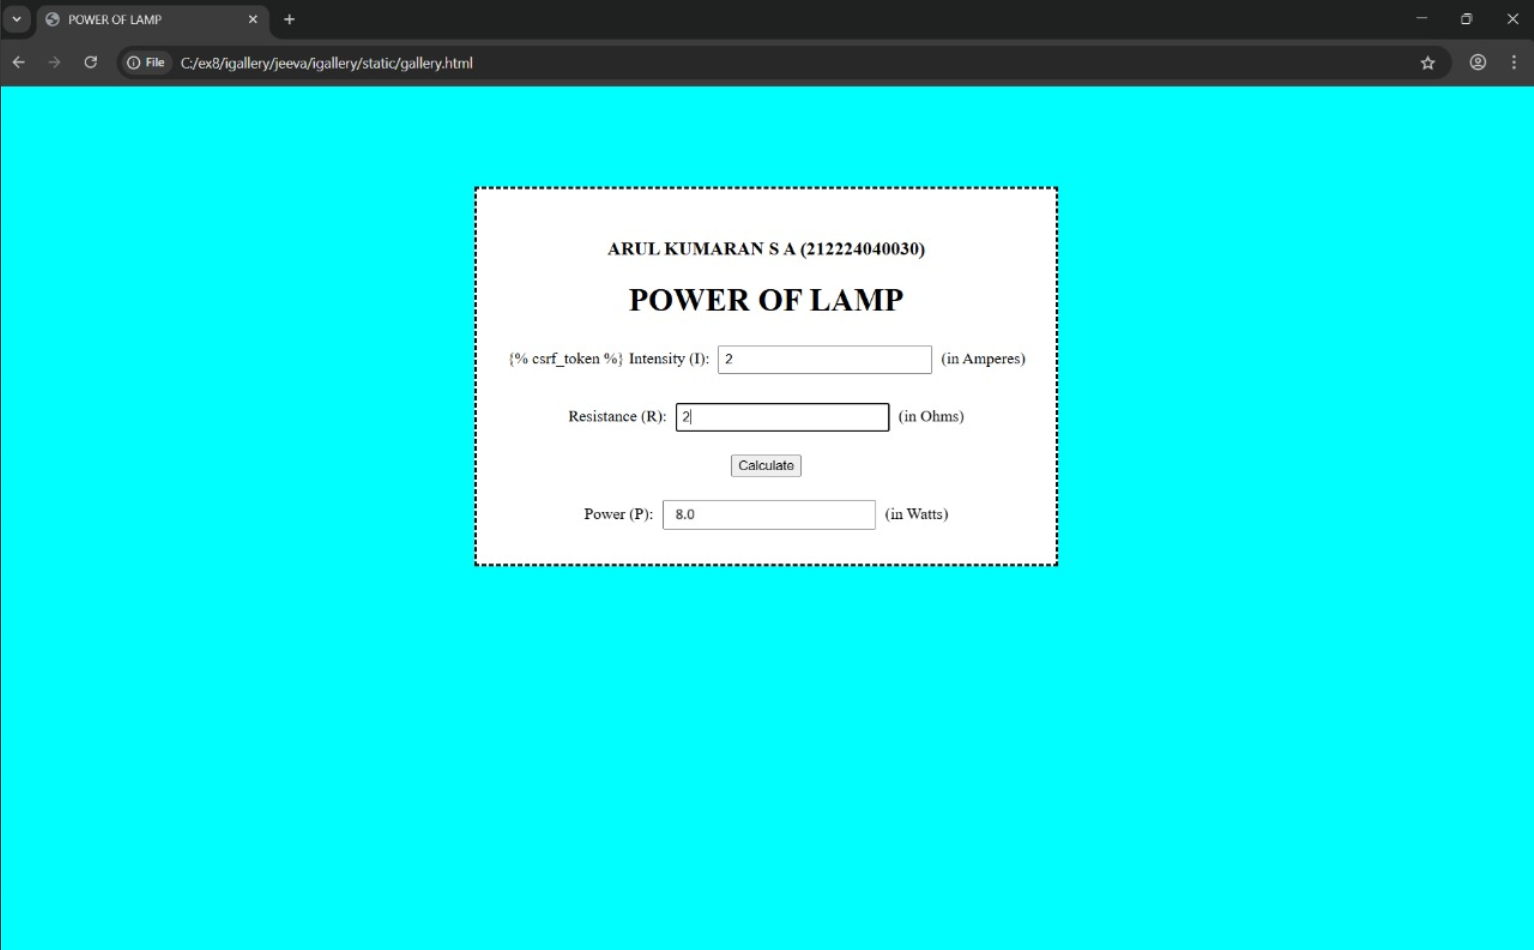 POWER OF LAMP
File C:/ex8/igallery/jeeva/igallery/static/gallery.html
ARUL KUMARAN S A (212224040030)
POWER OF LAMP
{% csrf_token %} Intensity (I): 2 (in Amperes)
Resistance (R): 2 (in Ohms)
Calculate
Power (P): 8.0 (in Watts)